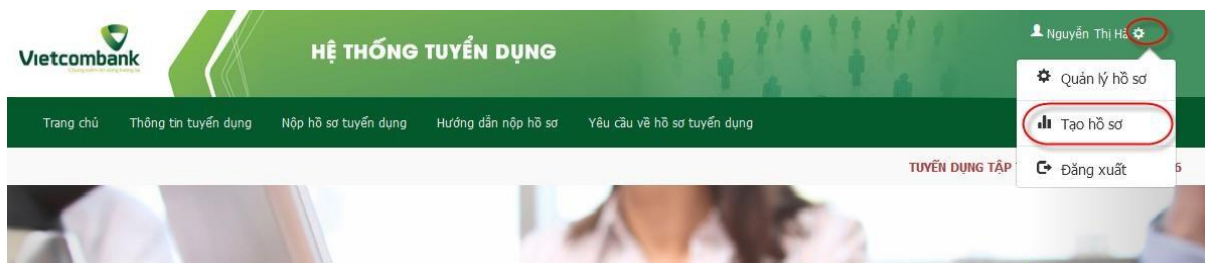 Vietcombank
HỆ THỐNG TUYỂN DỤNG
Nguyễn Thị Hà
Quản lý hồ sơ
Trang chủ Thông tin tuyển dụng Nộp hồ sơ tuyển dụng Hướng dẫn nộp hồ sơ Yêu cầu về hồ sơ tuyển dụng
Tạo hồ sơ
TUYỂN DỤNG TẬP
6
Đăng xuất